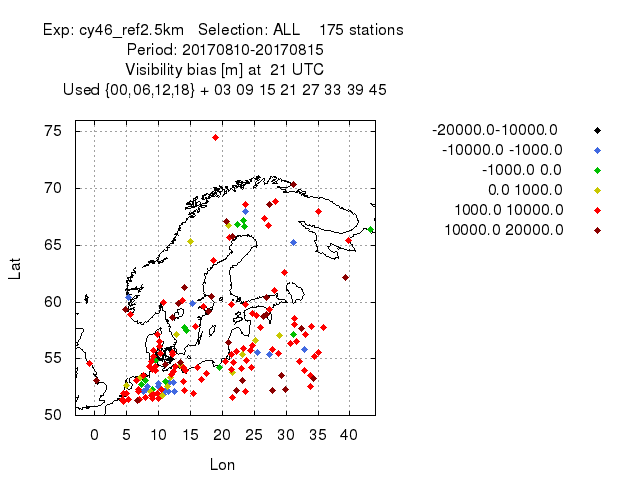 Exp: cy46_ref2.5km   Selection: ALL    175 stations
Period: 20170810-20170815
Visibility bias [m] at  21 UTC
Used {00,06,12,18} + 03 09 15 21 27 33 39 45
-20000.0-10000.0
-10000.0 -1000.0
-1000.0 0.0
0.0 1000.0
1000.0 10000.0
10000.0 20000.0
75
70
65
60
55
50
Lat
0 5 10 15 20 25 30 35 40
Lon